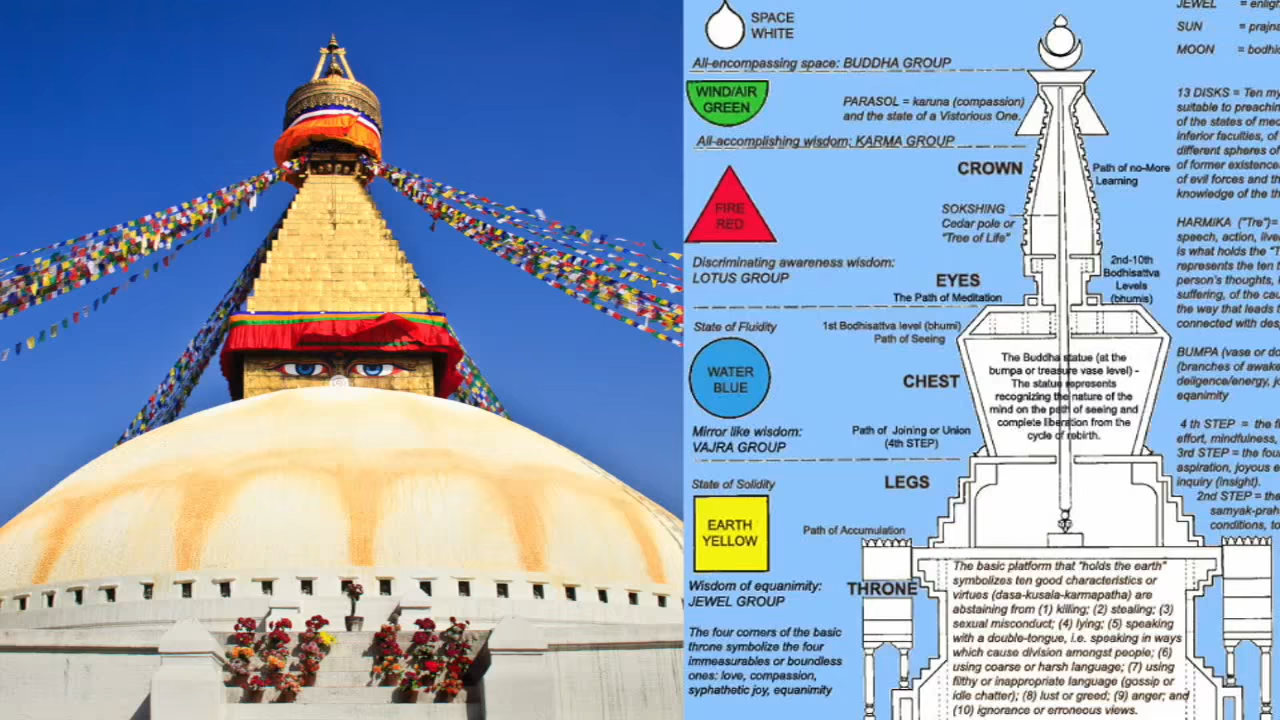 SPACE
WHITE
All-encompassing space: BUDDHA GROUP
WIND/AIR
GREEN
PARASOL = karuna (compassion)
and the state of a Vistorious One.
All-accomplishing wisdom; KARMA GROUP
CROWN
Path of no-More
Learning
FIRE
RED
SOKSHING
Cedar pole or
"Tree of Life"
Discriminating awareness wisdom:
LOTUS GROUP
EYES
The Path of Meditation
2nd-10th
Bodhisattva
Levels
(bhumis)
State of Fluidity
1st Bodhisattva level (bhumi)
Path of Seeing
WATER
BLUE
CHEST
The Buddha statue (at the
bumpa or treasure vase level) -
The statue represents
recognizing the nature of the
mind on the path of seeing and
complete liberation from the
cycle of rebirth.
Mirror like wisdom:
VAJRA GROUP
Path of Joining or Union
(4th STEP)
State of Solidity
LEGS
EARTH
YELLOW
Path of Accumulation
Wisdom of equanimity:
JEWEL GROUP
THRONE
The four corners of the basic
throne symbolize the four
immeasurables or boundless
ones: love, compassion,
syphathetic joy, equanimity
The basic platform that "holds the earth"
symbolizes ten good characteristics or
virtues (dasa-kusala-karmapatha) are
abstaining from (1) killing; (2) stealing; (3)
sexual misconduct; (4) lying; (5) speaking
with a double-tongue, i.e. speaking in ways
which cause division amongst people; (6)
using coarse or harsh language; (7) using
filthy or inappropriate language (gossip or
idle chatter); (8) lust or greed; (9) anger; and
(10) ignorance or erroneous views.
JEWEL = enligh
SUN = prajna
MOON = bodhic
13 DISKS = Ten my
suitable to preachin
of the states of med
inferior faculties, of
different spheres of
of former existence
of evil forces and th
knowledge of the th
HARMIKA ("Tre")=
speech, action, live
is what holds the "1
represents the ten t
person's thoughts, 
suffering, of the cau
the way that leads t
connected with des
BUMPA (vase or do
(branches of awake
deligence/energy, jo
eqanimity
4 th STEP = the fi
effort, mindfulness,
3rd STEP = the fou
aspiration, joyous e
inquiry (insight).
2nd STEP = the
samyak-prah
conditions, to